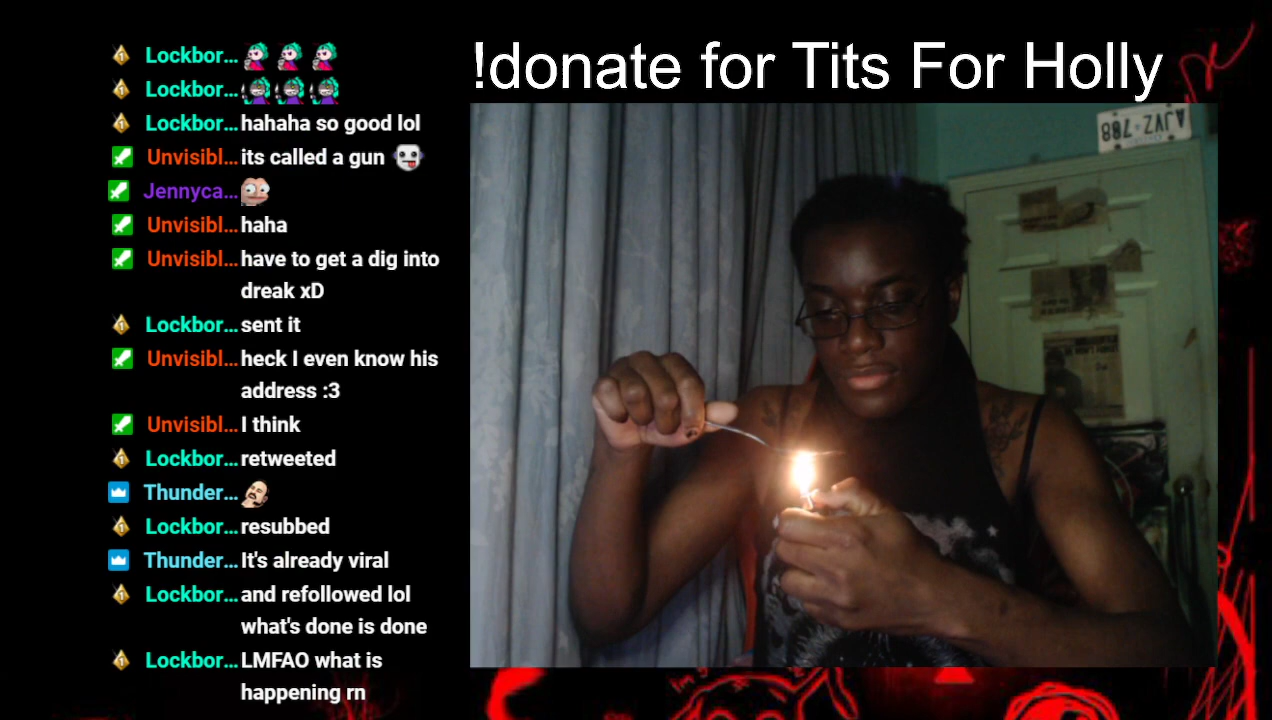 !donate for Tits For Holly
Lockbor...
Lockbor...
Lockbor... hahaha so good lol
Unvisibl... its called a gun
Jennyca...
Unvisibl... haha
Unvisibl... have to get a dig into
dreak xD
Lockbor... sent it
Unvisibl... heck I even know his
address :3
Unvisibl... I think
Lockbor... retweeted
Thunder...
Lockbor... resubbed
Thunder... It's already viral
Lockbor... and refollowed lol
what's done is done
Lockbor... LMFAO what is
happening rn
AJVZ·788